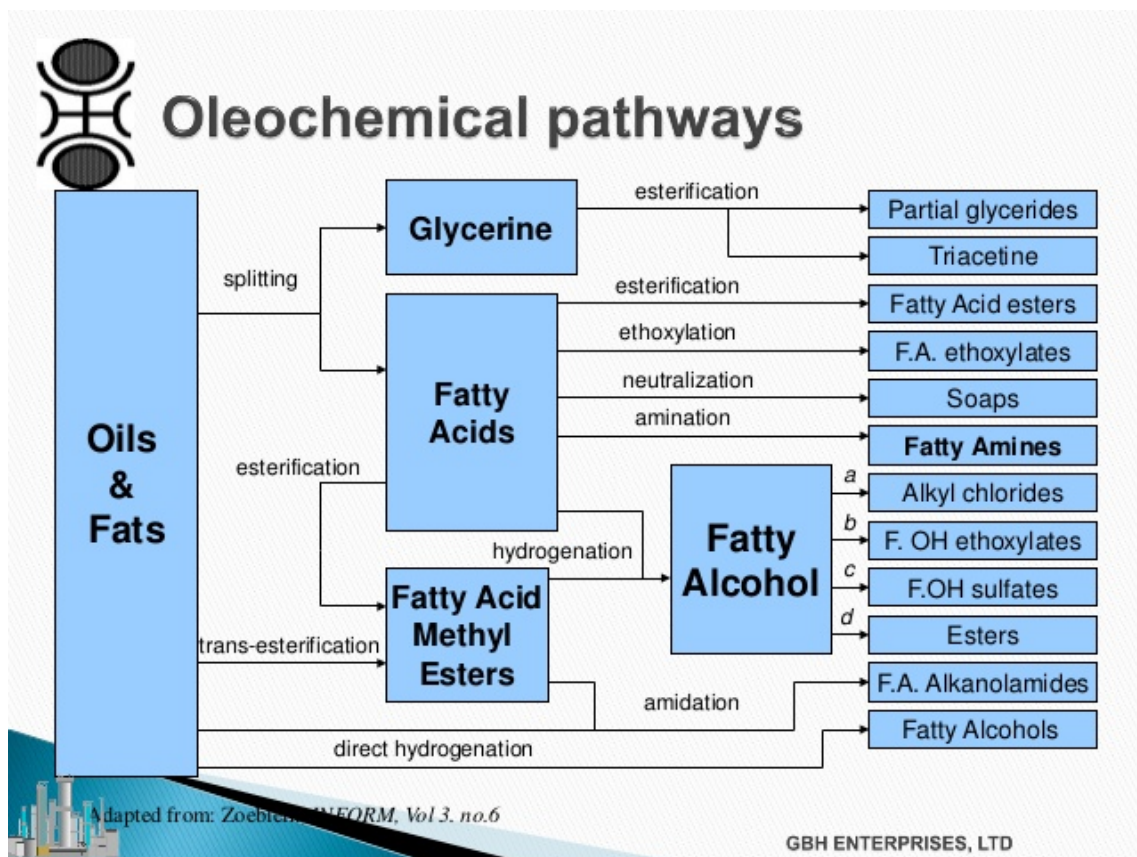 Oleochemical pathways
Oils
&
Fats
splitting
Glycerine
esterification
Partial glycerides
Triacetine
Fatty
Acids
esterification
Fatty Acid esters
ethoxylation
F.A. ethoxylates
neutralization
Soaps
amination
Fatty Amines
esterification
hydrogenation
Fatty
Alcohol
a
Alkyl chlorides
b
F. OH ethoxylates
c
F.OH sulfates
d
Esters
Fatty Acid
Methyl
Esters
trans-esterification
amidation
F.A. Alkanolamides
direct hydrogenation
Fatty Alcohols
Adapted from: INFORM, Vol 3. no.6
GBH ENTERPRISES, LTD